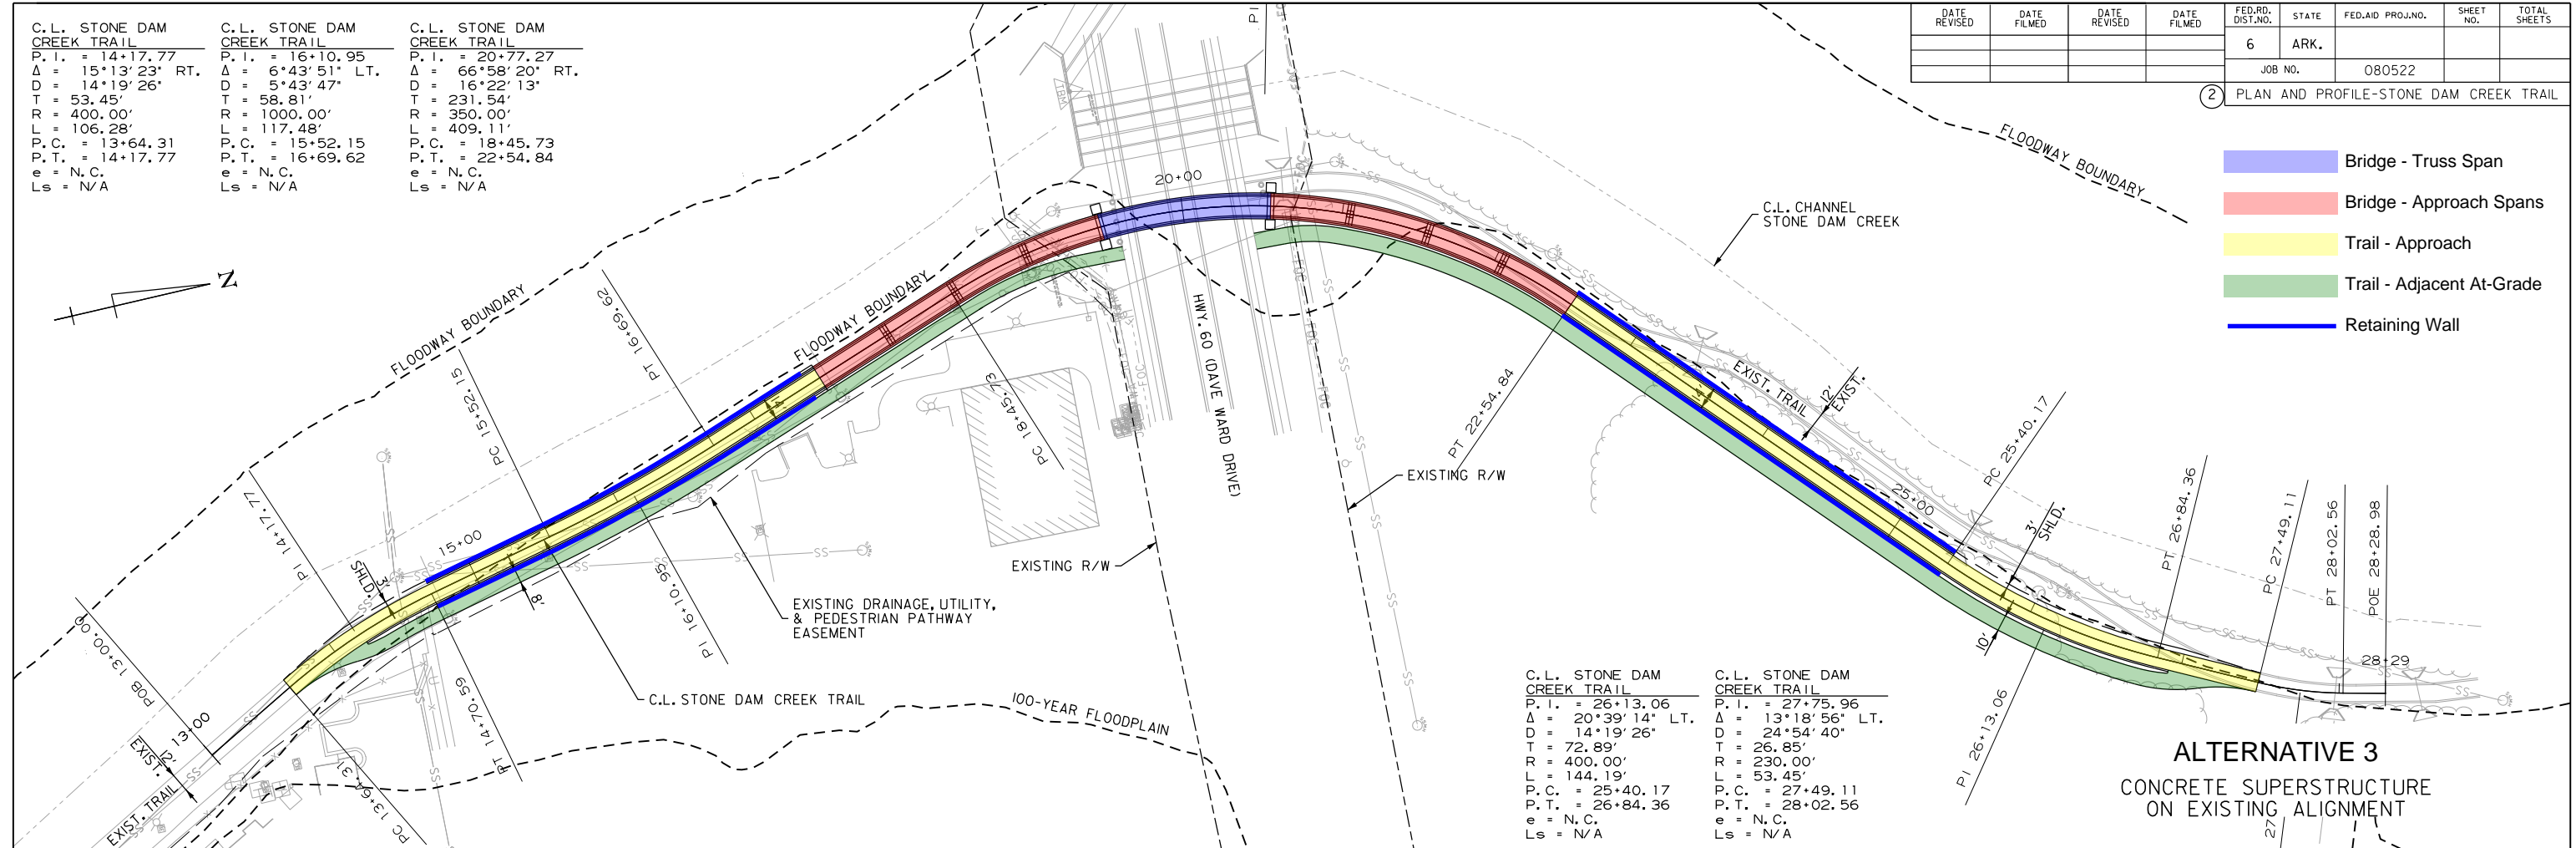 C.L. STONE DAM
CREEK TRAIL
P.I. = 14+17.77
Δ = 15°13'23" RT.
D = 14°19'26"
T = 53.45'
R = 400.00'
L = 106.28'
P.C. = 13+64.31
P.T. = 14+17.77
e = N.C.
Ls = N/A
C.L. STONE DAM
CREEK TRAIL
P.I. = 16+10.95
Δ = 6°43'51" LT.
D = 5°43'47"
T = 58.81'
R = 1000.00'
L = 117.48'
P.C. = 15+52.15
P.T. = 16+69.62
e = N.C.
Ls = N/A
C.L. STONE DAM
CREEK TRAIL
P.I. = 20+77.27
Δ = 66°58'20" RT.
D = 16°22'13"
T = 231.54'
R = 350.00'
L = 409.11'
P.C. = 18+45.73
P.T. = 22+54.84
e = N.C.
Ls = N/A
PI
DATE REVISED
DATE FILMED
DATE REVISED
DATE FILMED
FED.RD. DIST.NO.
STATE
FED.AID PROJ.NO.
SHEET NO.
TOTAL SHEETS
6
ARK.
JOB NO.
080522
2
PLAN AND PROFILE-STONE DAM CREEK TRAIL
Bridge - Truss Span
Bridge - Approach Spans
Trail - Approach
Trail - Adjacent At-Grade
Retaining Wall
FLOODWAY BOUNDARY
C.L. CHANNEL
STONE DAM CREEK
20+00
TBM
N
FLOODWAY BOUNDARY
FLOODWAY BOUNDARY
PT 16+69.62
PC 15+52.15
PI 14+17.77
15+00
3'
SHLD.
8'
14'
PC 18+45.73
HWY.60 (DAVE WARD DRIVE)
PT 22+54.84
EXISTING R/W
EXISTING R/W
EXIST. TRAIL
12'
EXIST.
14'
25+00
PC 25+40.17
3'
SHLD.
10'
PT 26+84.36
PC 27+49.11
PT 28+02.56
POE 28+28.98
28+29
PI 26+13.06
EXISTING DRAINAGE, UTILITY,
& PEDESTRIAN PATHWAY
EASEMENT
PI 16+10.95
C.L. STONE DAM CREEK TRAIL
PT 14+70.59
100-YEAR FLOODPLAIN
POB 13+00.00
13+00
12'
EXIST.
EXIST. TRAIL
PC 13+64.31
C.L. STONE DAM
CREEK TRAIL
P.I. = 26+13.06
Δ = 20°39'14" LT.
D = 14°19'26"
T = 72.89'
R = 400.00'
L = 144.19'
P.C. = 25+40.17
P.T. = 26+84.36
e = N.C.
Ls = N/A
C.L. STONE DAM
CREEK TRAIL
P.I. = 27+75.96
Δ = 13°18'56" LT.
D = 24°54'40"
T = 26.85'
R = 230.00'
L = 53.45'
P.C. = 27+49.11
P.T. = 28+02.56
e = N.C.
Ls = N/A
ALTERNATIVE 3
CONCRETE SUPERSTRUCTURE
ON EXISTING ALIGNMENT
27